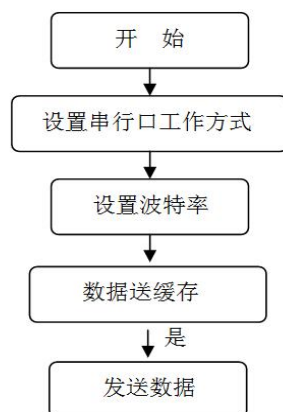 开 始
设置串行口工作方式
设置波特率
数据送缓存
是
发送数据